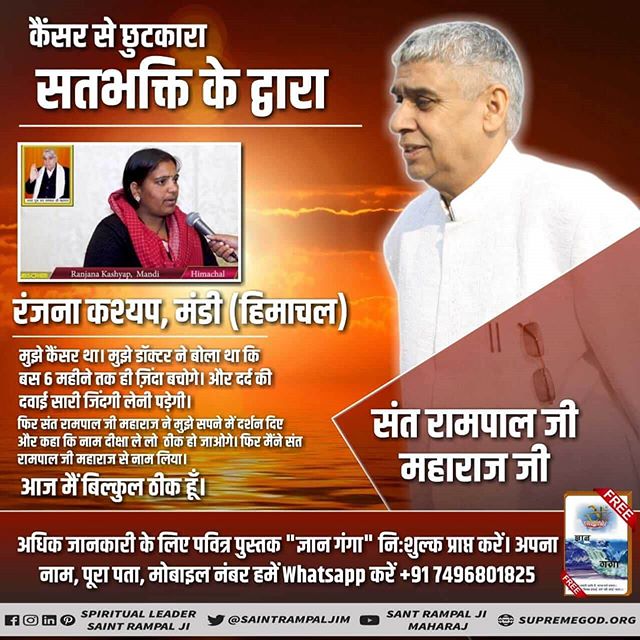 कैंसर से छुटकारा
सतभक्ति के द्वारा
Ranjana Kashyap, Mandi Himachal
रंजना कश्यप, मंडी (हिमाचल)
मुझे कैंसर था। मुझे डॉक्टर ने बोला था कि
बस 6 महीने तक ही ज़िंदा बचोगे। और दर्द की
दवाई सारी जिंदगी लेनी पड़ेगी।
फिर संत रामपाल जी महाराज ने मुझे सपने में दर्शन दिए
और कहा कि नाम दीक्षा ले लो ठीक हो जाओगे। फिर मैंने संत
रामपाल जी महाराज से नाम लिया।
आज मैं बिल्कुल ठीक हूँ।
संत रामपाल जी
महाराज जी
अधिक जानकारी के लिए पवित्र पुस्तक "ज्ञान गंगा" नि:शुल्क प्राप्त करें। अपना
नाम, पूरा पता, मोबाइल नंबर हमें Whatsapp करें +91 7496801825
FREE
ज्ञान
गंगा
FREE
SPIRITUAL LEADER
SAINT RAMPAL JI
@SAINTRAMPALJIM
SANT RAMPAL JI
MAHARAJ
SUPREMEGOD.ORG